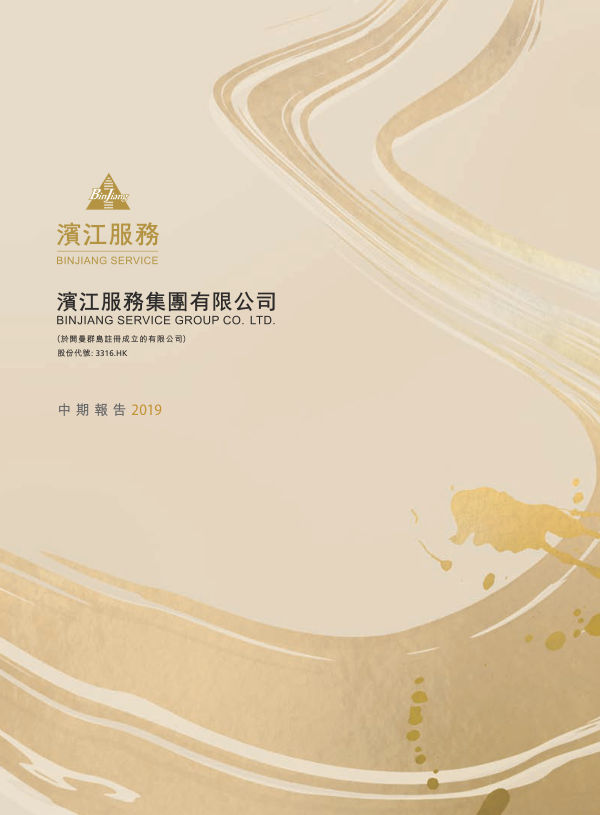 BinJiang
濱江服務
BINJIANG SERVICE
濱江服務集團有限公司
BINJIANG SERVICE GROUP CO. LTD.
(於開曼群島註冊成立的有限公司)
股份代號: 3316.HK
中期報告 2019